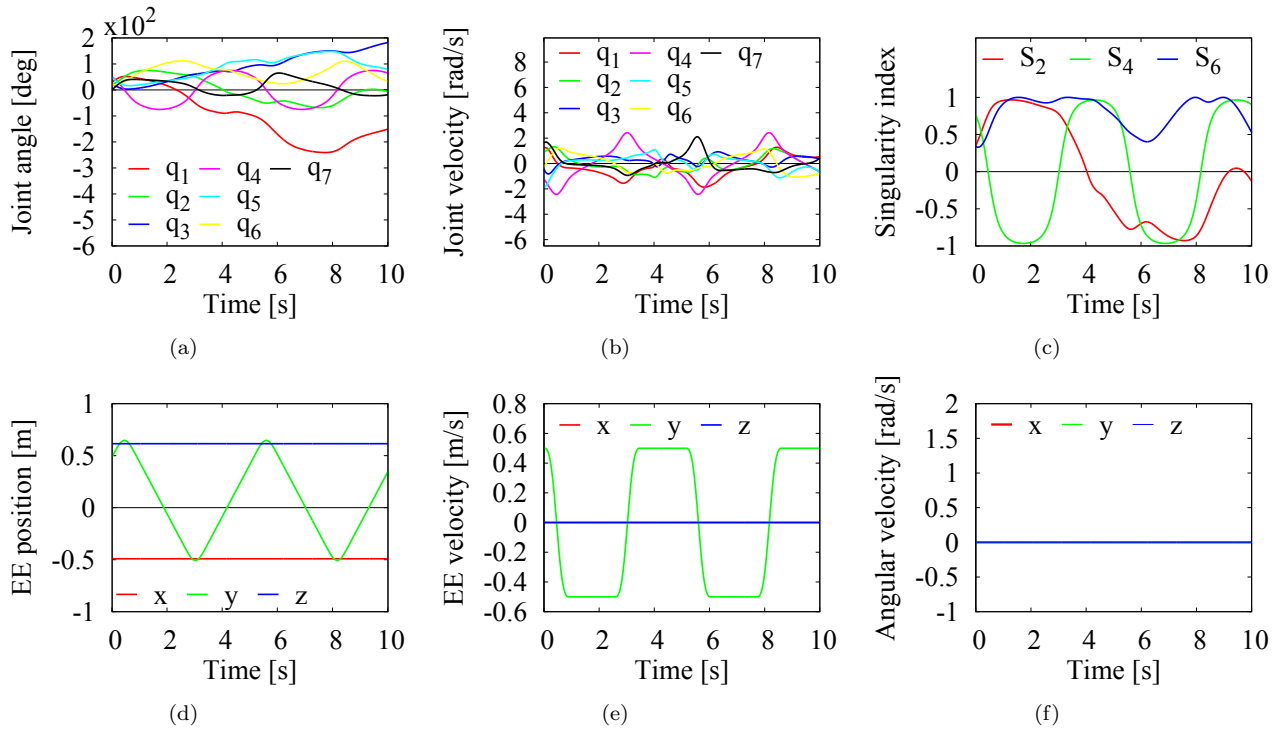 x10²
Joint angle [deg]
2
1
0
-1
-2
-3
-4
-5
-6
q₁ q₄ q₇
q₂ q₅
q₃ q₆
0 2 4 6 8 10
Time [s]
(a)
Joint velocity [rad/s]
8
6
4
2
0
-2
-4
-6
q₁ q₄ q₇
q₂ q₅
q₃ q₆
0 2 4 6 8 10
Time [s]
(b)
Singularity index
S₂ S₄ S₆
1
0.5
0
-0.5
-1
0 2 4 6 8 10
Time [s]
(c)
EE position [m]
1
0.5
0
-0.5
-1
x y z
0 2 4 6 8 10
Time [s]
(d)
EE velocity [m/s]
0.8
0.6
0.4
0.2
0
-0.2
-0.4
-0.6
x y z
0 2 4 6 8 10
Time [s]
(e)
Angular velocity [rad/s]
2
1.5
1
0.5
0
-0.5
-1
x y z
0 2 4 6 8 10
Time [s]
(f)